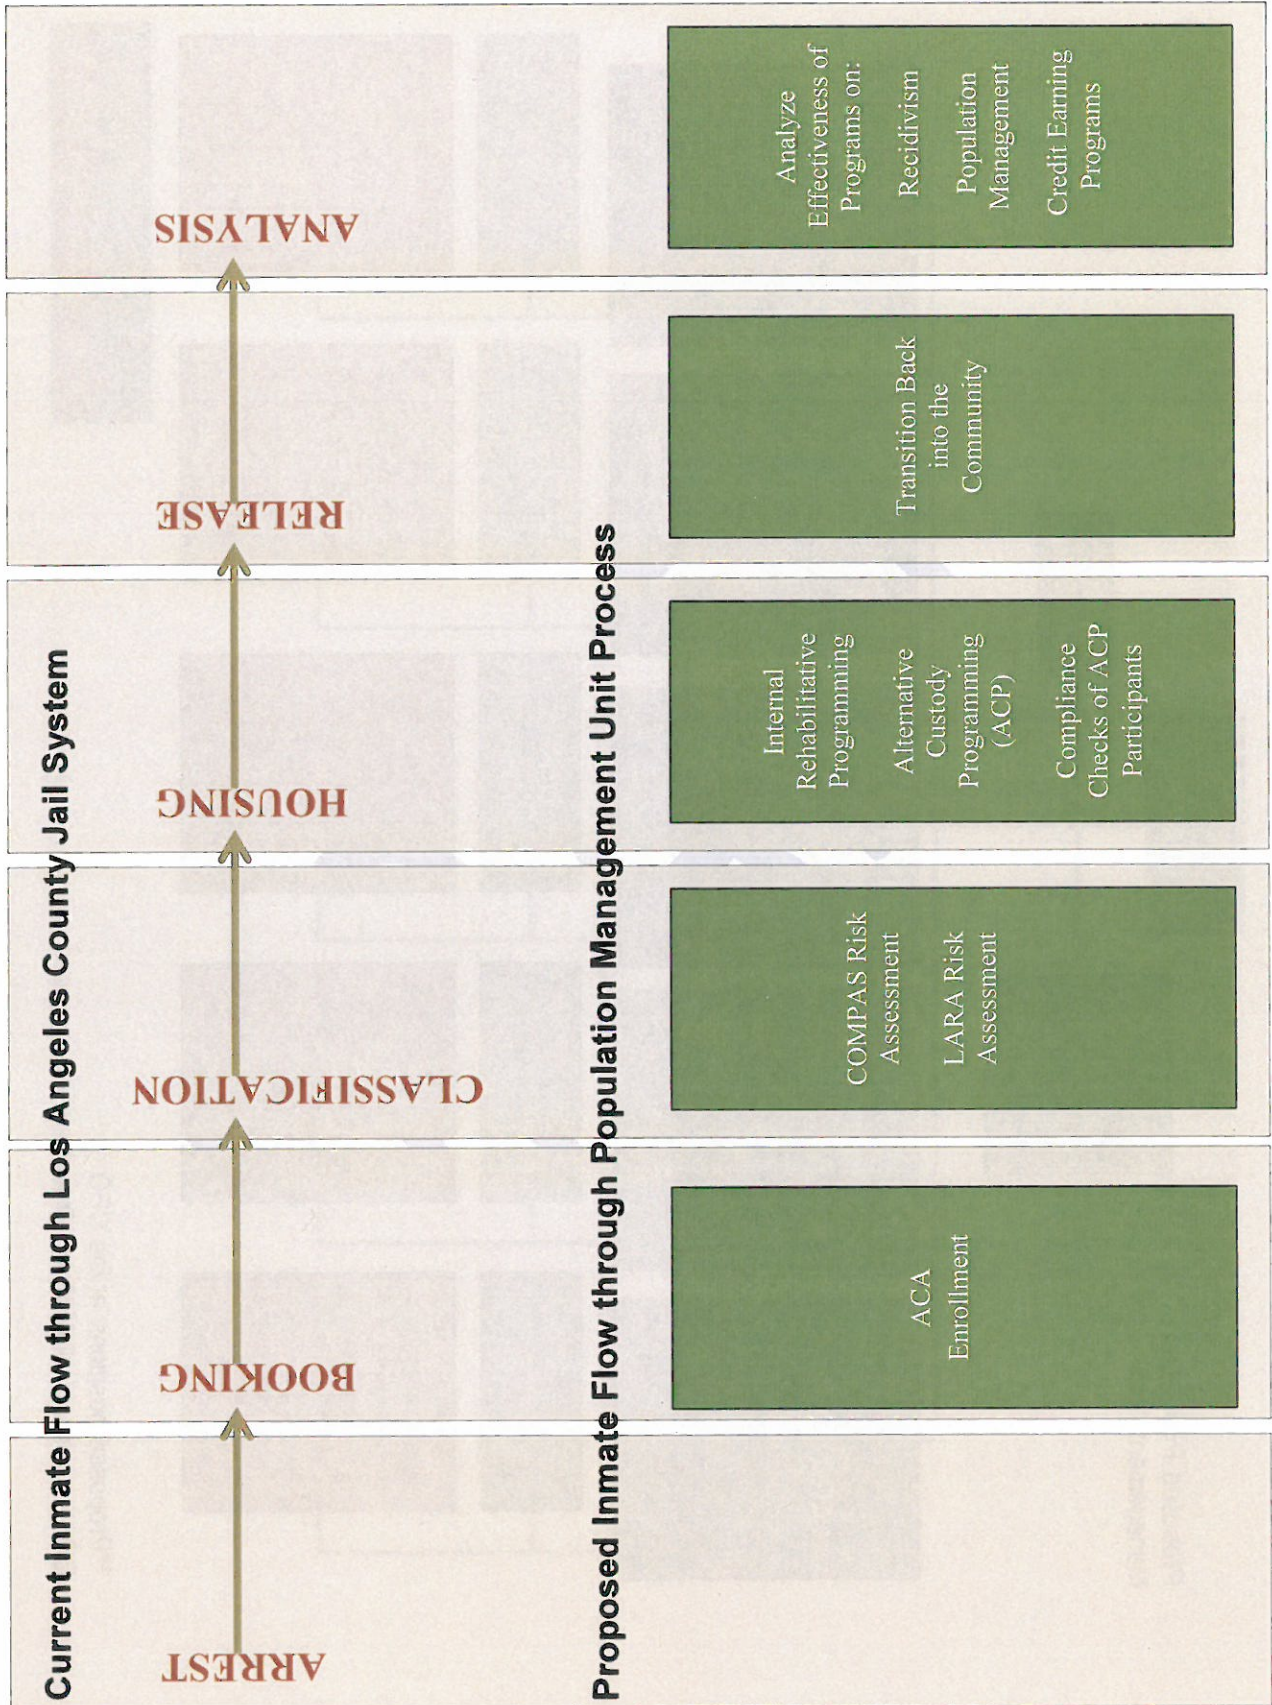 Current Inmate Flow through Los Angeles County Jail System
ARREST
BOOKING
CLASSIFICATION
HOUSING
RELEASE
ANALYSIS
Proposed Inmate Flow through Population Management Unit Process
ACA
Enrollment
COMPAS Risk
Assessment
LARA Risk
Assessment
Internal
Rehabilitative
Programming
Alternative
Custody
Programming
(ACP)
Compliance
Checks of ACP
Participants
Transition Back
into the
Community
Analyze
Effectiveness of
Programs on:
Recidivism
Population
Management
Credit Earning
Programs